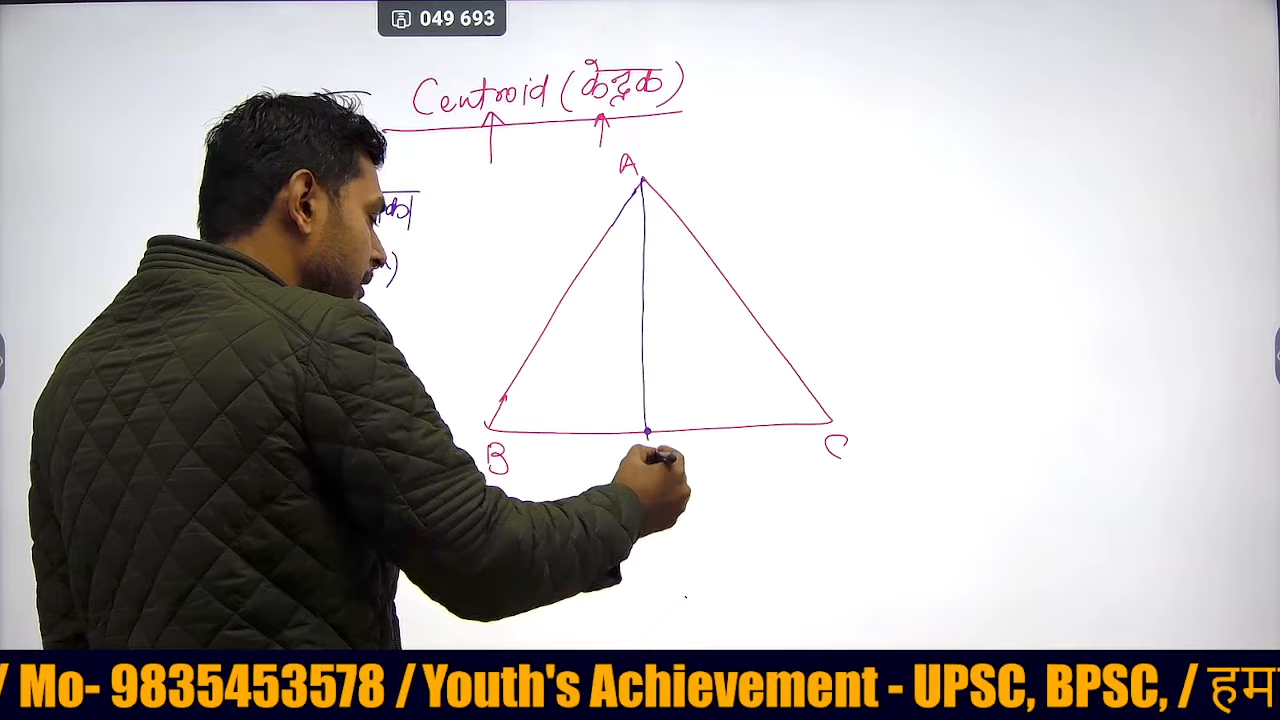 049 693
Centroid (केन्द्रक)
A
B
C
/ Mo- 9835453578 / Youth's Achievement - UPSC, BPSC, / हम